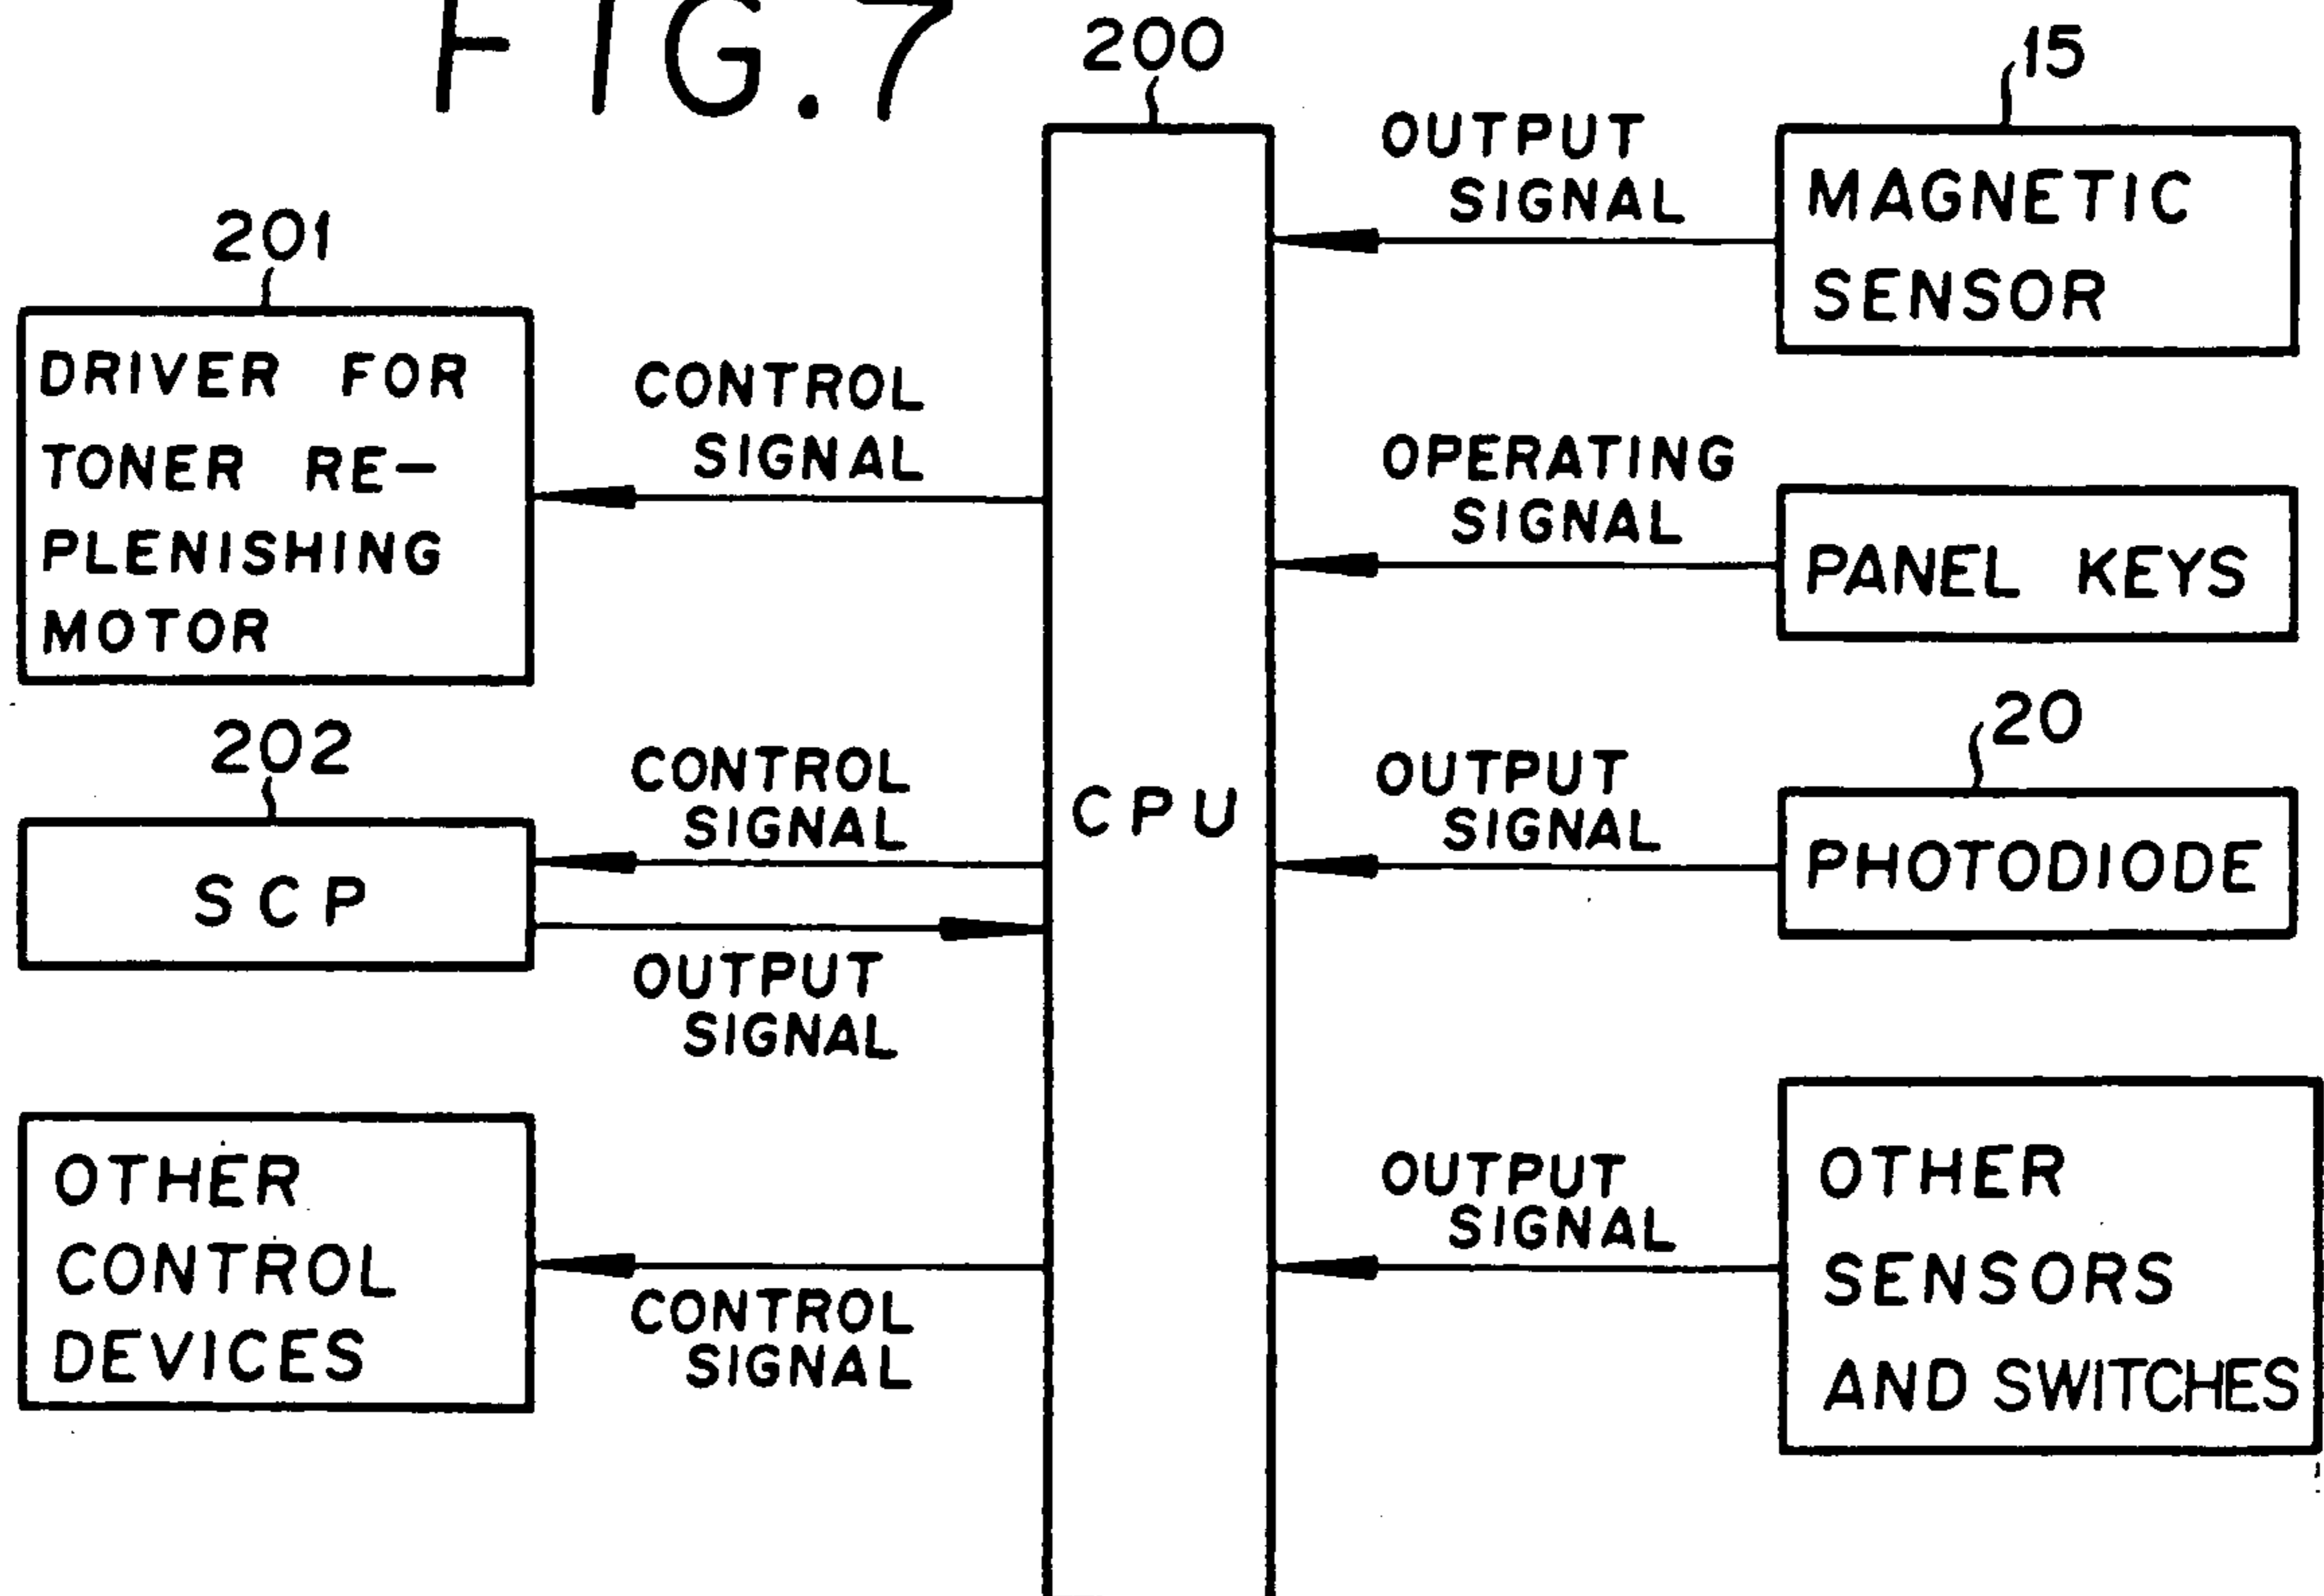 FIG.7
200
15
OUTPUT
SIGNAL
MAGNETIC
SENSOR
201
DRIVER FOR
TONER RE-
PLENISHING
MOTOR
CONTROL
SIGNAL
OPERATING
SIGNAL
PANEL KEYS
202
SCP
CONTROL
SIGNAL
OUTPUT
SIGNAL
CPU
OUTPUT
SIGNAL
20
PHOTODIODE
OTHER
CONTROL
DEVICES
CONTROL
SIGNAL
OUTPUT
SIGNAL
OTHER
SENSORS
AND SWITCHES